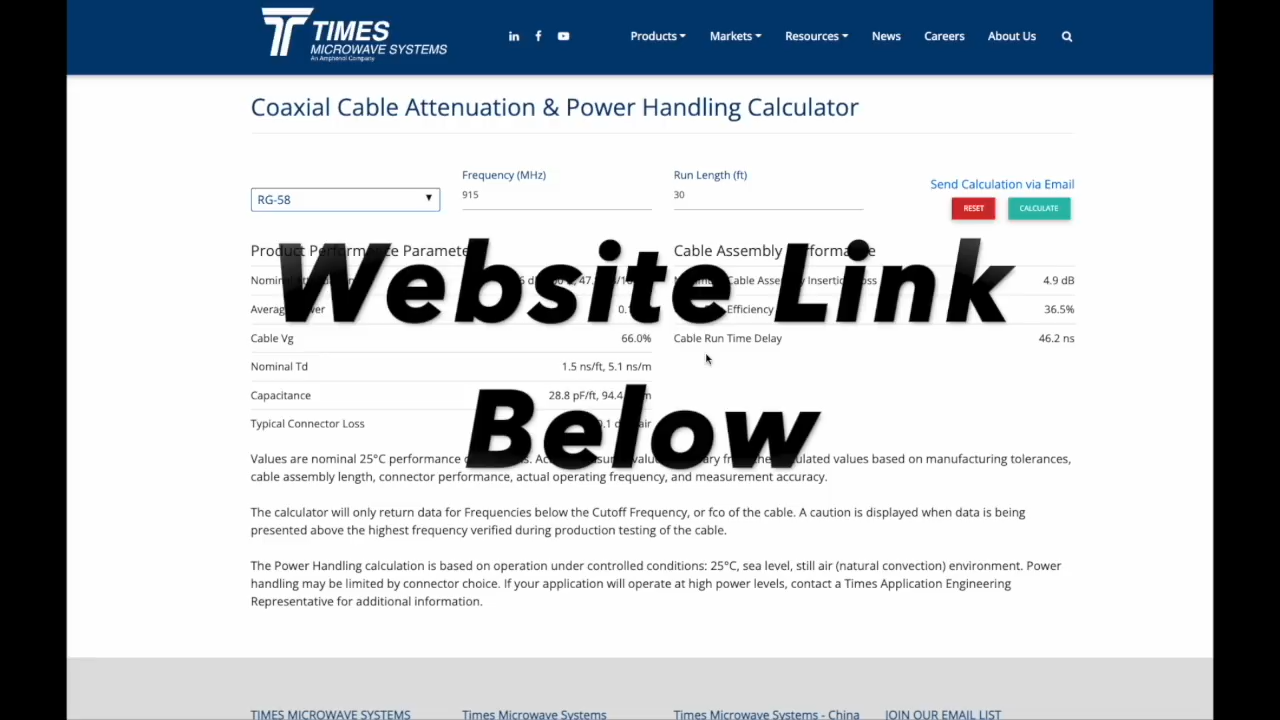 TIMES
MICROWAVE SYSTEMS
An Amphenol Company
Products Markets Resources News Careers About Us
Coaxial Cable Attenuation & Power Handling Calculator
Frequency (MHz) Run Length (ft)
Send Calculation via Email
RG-58 915 30
RESET CALCULATE
Product Performance Parameters Cable Assembly Performance
4.9 dB
Efficiency 36.5%
Website Link
Cable Vg 66.0% Cable Run Time Delay 46.2 ns
Nominal Td 1.5 ns/ft, 5.1 ns/m
Capacitance 28.8 pF/ft, 94.4
Typical Connector Loss
Below
Values are nominal 25°C performance values based on manufacturing tolerances,
cable assembly length, connector performance, actual operating frequency, and measurement accuracy.
The calculator will only return data for Frequencies below the Cutoff Frequency, or fco of the cable. A caution is displayed when data is being
presented above the highest frequency verified during production testing of the cable.
The Power Handling calculation is based on operation under controlled conditions: 25°C, sea level, still air (natural convection) environment. Power
handling may be limited by connector choice. If your application will operate at high power levels, contact a Times Application Engineering
Representative for additional information.
TIMES MICROWAVE SYSTEMS Times Microwave Systems Times Microwave Systems - China JOIN OUR EMAIL LIST